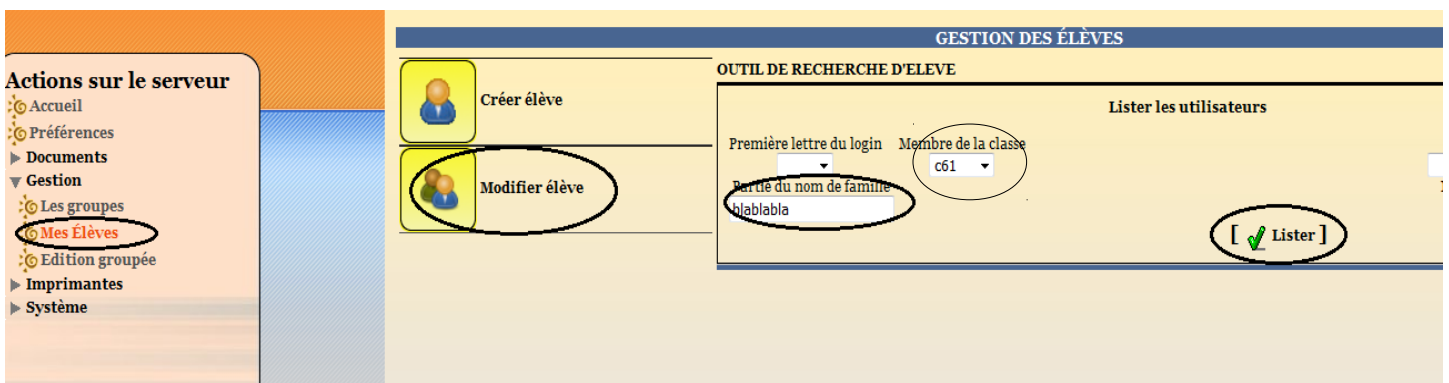 GESTION DES ÉLÈVES
Actions sur le serveur
Accueil
Préférences
Documents
Gestion
Les groupes
Mes Élèves
Edition groupée
Imprimantes
Système
Créer élève
Modifier élève
OUTIL DE RECHERCHE D'ELEVE
Lister les utilisateurs
Première lettre du login Membre de la classe
c61
Partie du nom de famille
blablabla
[ Lister ]